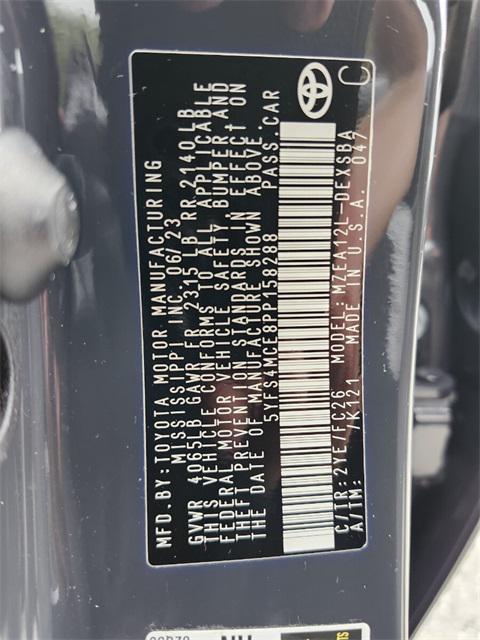 MFD. BY: TOYOTA MOTOR MANUFACTURING
MISSISSIPPI INC. 06/23
GVWR 4065LB GAWR FR 2315 LB RR 2140LB
THIS VEHICLE CONFORMS TO ALL APPLICABLE
FEDERAL MOTOR VEHICLE SAFETY BUMPER AND
THEFT PREVENTION STANDARDS IN EFFECT ON
THE DATE OF MANUFACTURE SHOWN ABOVE.
5YFS4MCE8PP158288 PASS.CAR
C/TR:2YE/FC26 MODEL:MZEA12L-DEXSBA
A/TM: /K121 MADE IN U.S.A. 047
C